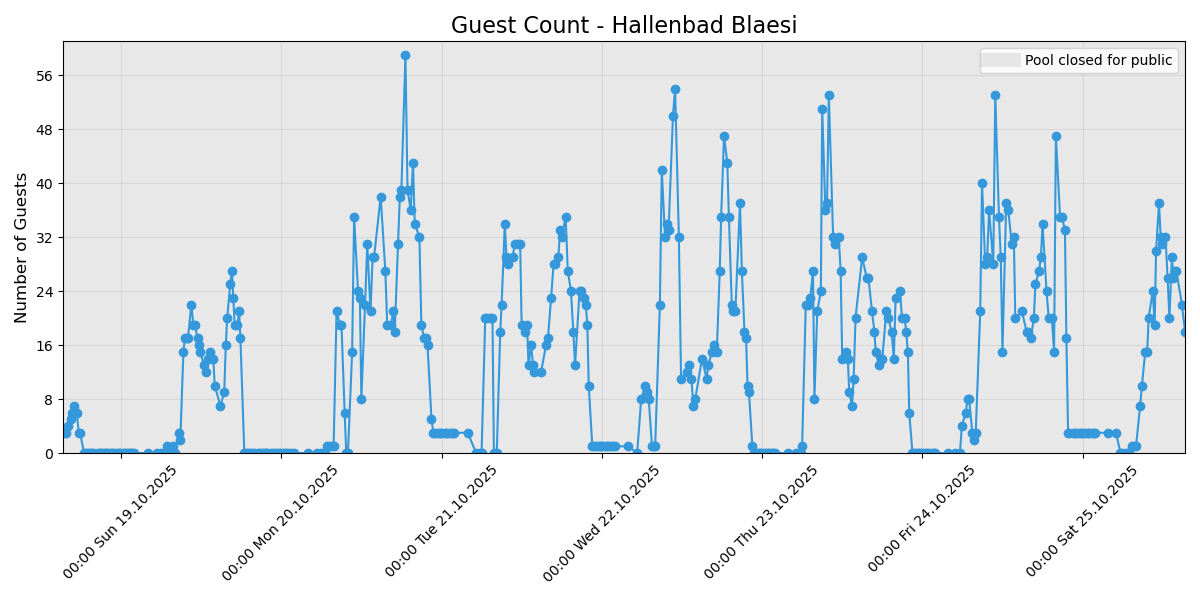 Guest Count - Hallenbad Blaesi
Pool closed for public
Number of Guests
56
48
40
32
24
16
8
0
00:00 Sun 19.10.2025
00:00 Mon 20.10.2025
00:00 Tue 21.10.2025
00:00 Wed 22.10.2025
00:00 Thu 23.10.2025
00:00 Fri 24.10.2025
00:00 Sat 25.10.2025